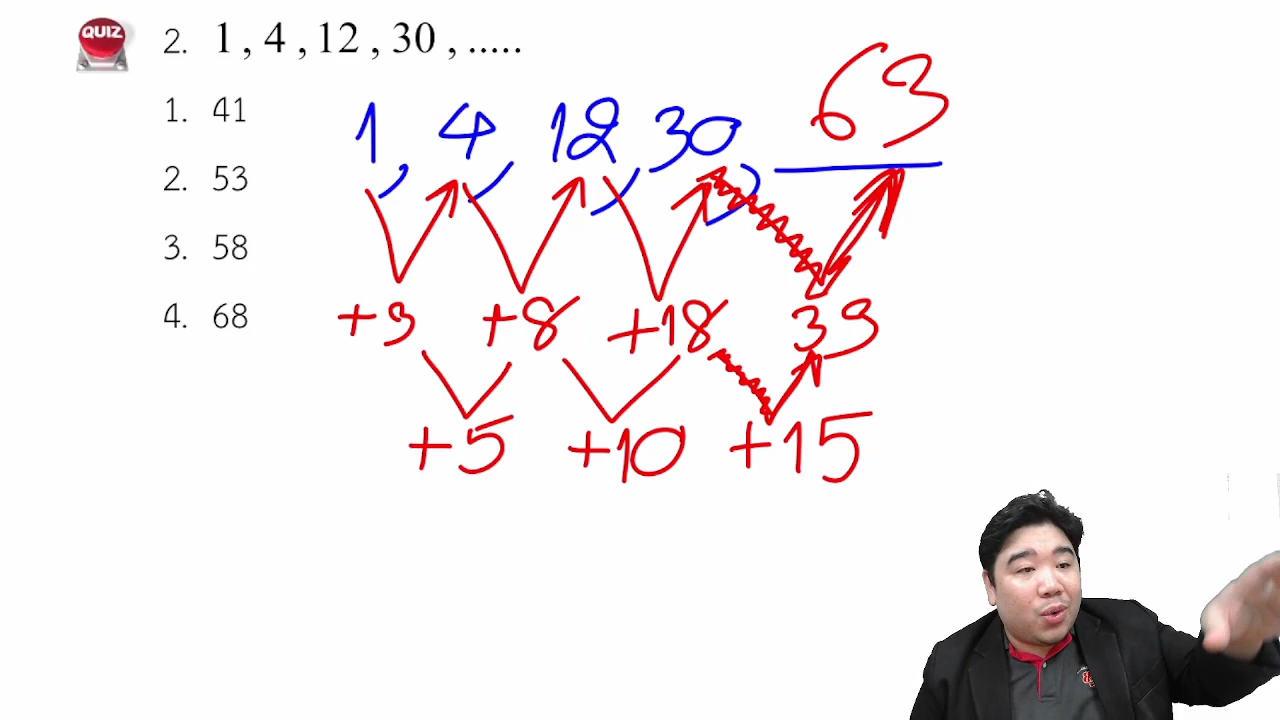 QUIZ 2. 1 , 4 , 12 , 30 , .....
1. 41
2. 53
3. 58
4. 68
1, 4, 12, 30, 63
+3 +8 +18 33
+5 +10 +15